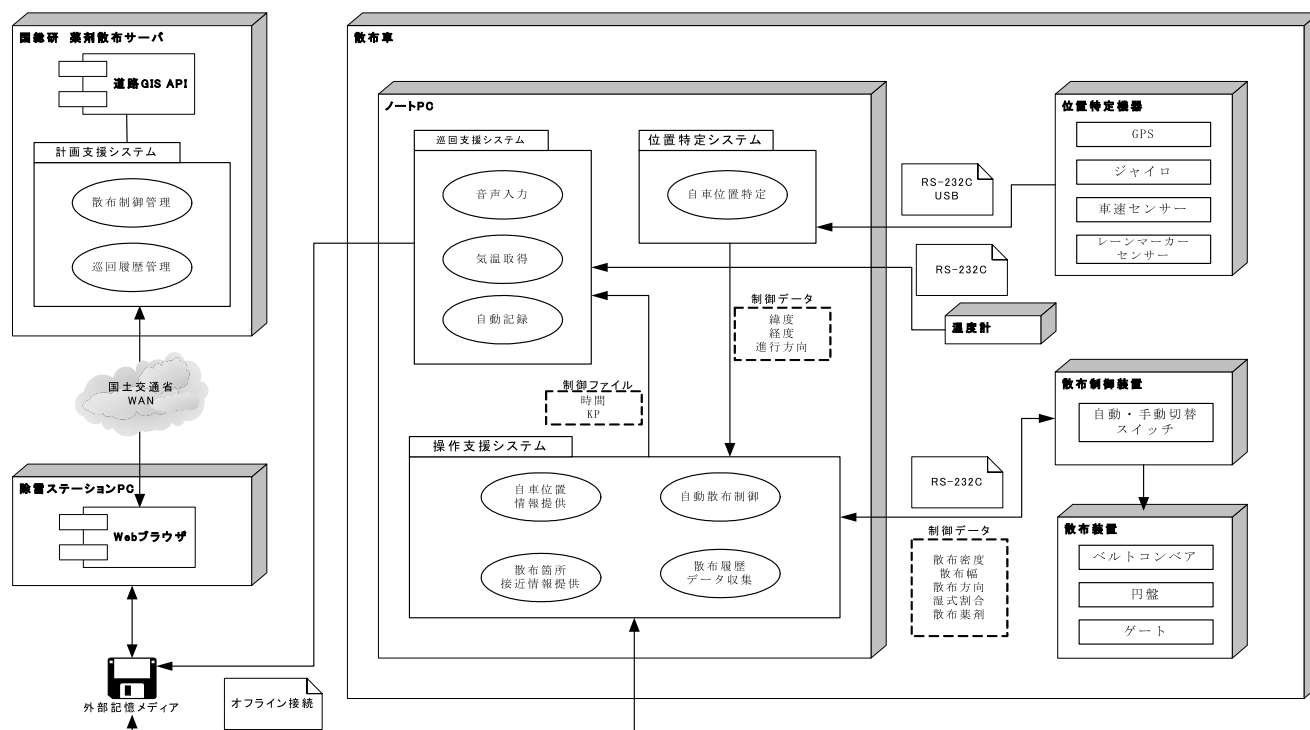 国総研 薬剤散布サーバ
道路GIS API
計画支援システム
散布制御管理
巡回履歴管理
国土交通省
WAN
除雪ステーションPC
Webブラウザ
外部記憶メディア
オフライン接続
散布車
ノートPC
巡回支援システム
音声入力
気温取得
自動記録
位置特定システム
自車位置特定
制御データ
緯度
経度
進行方向
制御ファイル
時間
KP
操作支援システム
自車位置
情報提供
自動散布制御
散布箇所
接近情報提供
散布履歴
データ収集
RS-232C
USB
RS-232C
RS-232C
制御データ
散布密度
散布幅
散布方向
湿式割合
散布薬剤
位置特定機器
GPS
ジャイロ
車速センサー
レーンマーカー
センサー
温度計
散布制御装置
自動・手動切替
スイッチ
散布装置
ベルトコンベア
円盤
ゲート